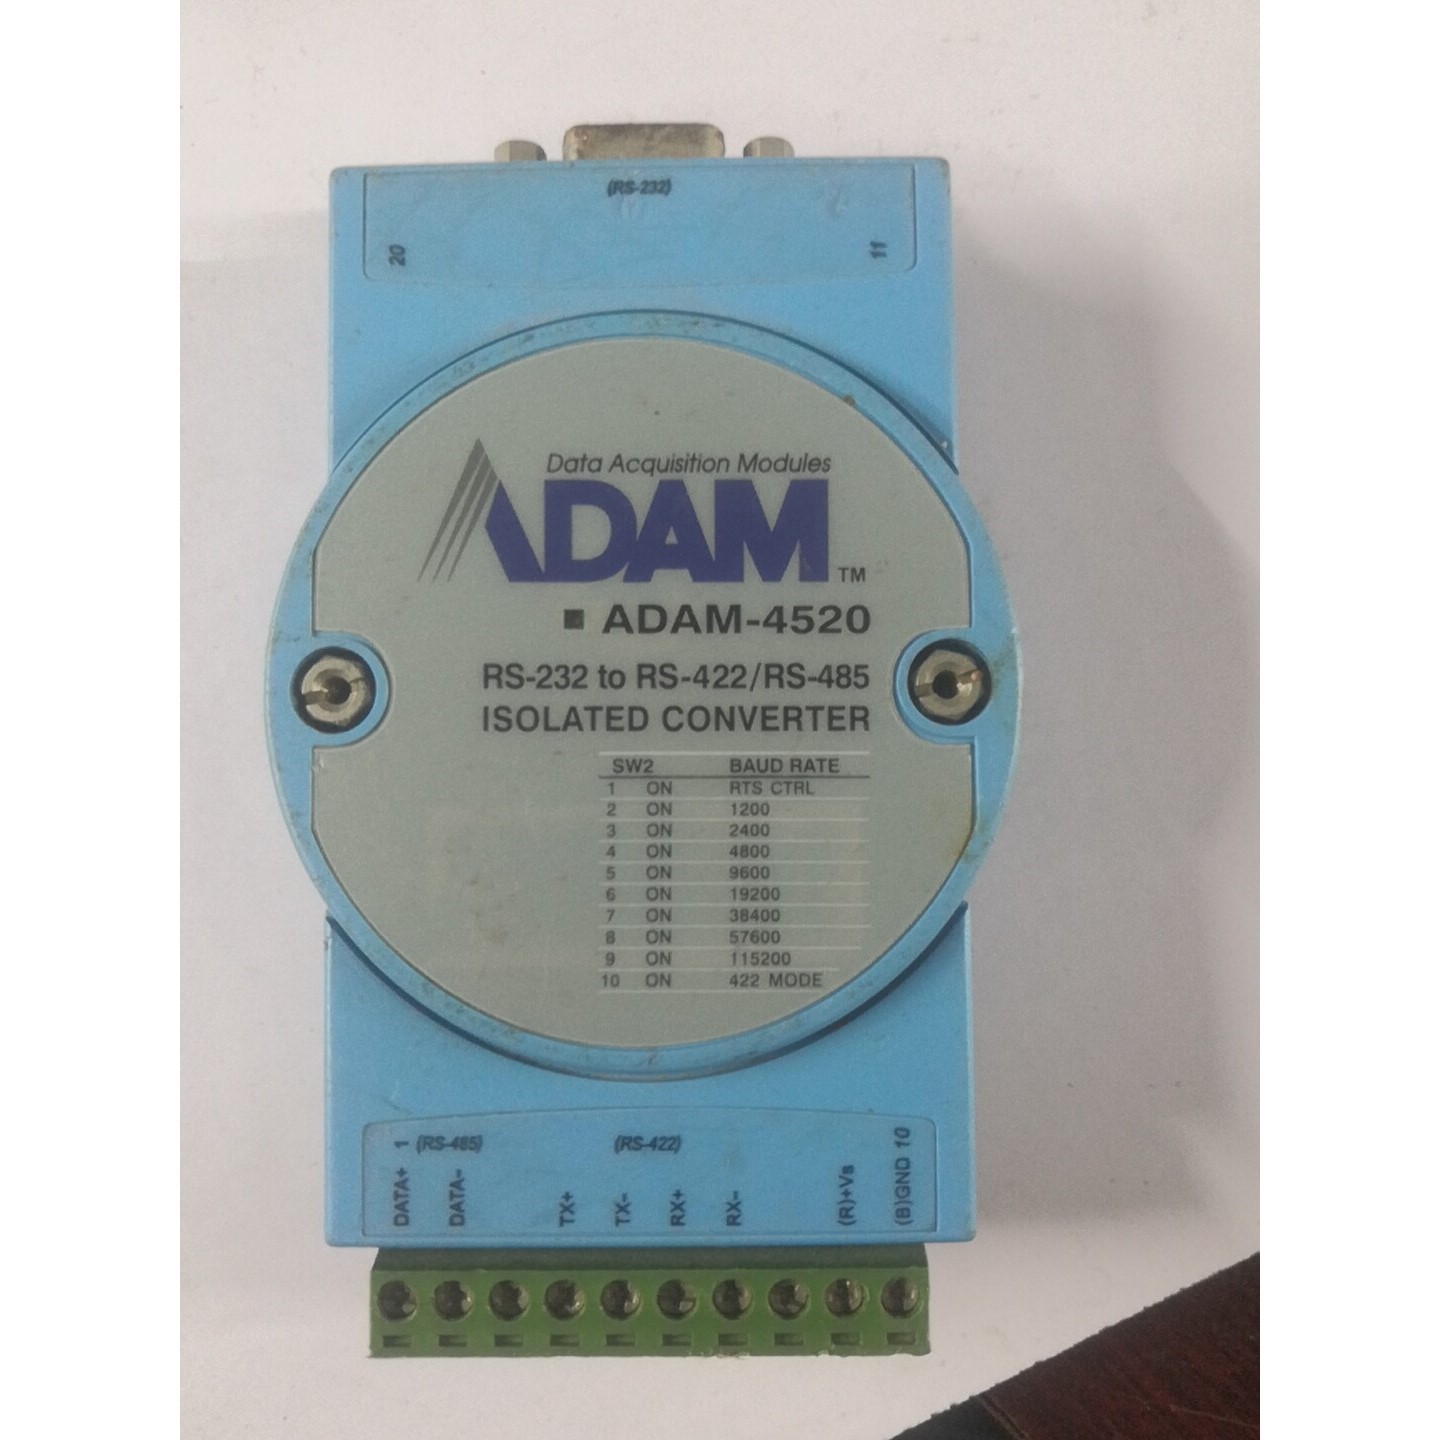 (RS-232)
20
11
Data Acquisition Modules
ADAM TM
ADAM-4520
RS-232 to RS-422/RS-485
ISOLATED CONVERTER
SW2 BAUD RATE
1 ON RTS CTRL
2 ON 1200
3 ON 2400
4 ON 4800
5 ON 9600
6 ON 19200
7 ON 38400
8 ON 57600
9 ON 115200
10 ON 422 MODE
1 (RS-485) (RS-422) 10
DATA+
DATA-
TX+
TX-
RX+
RX-
(R)+Vs
(B)GND